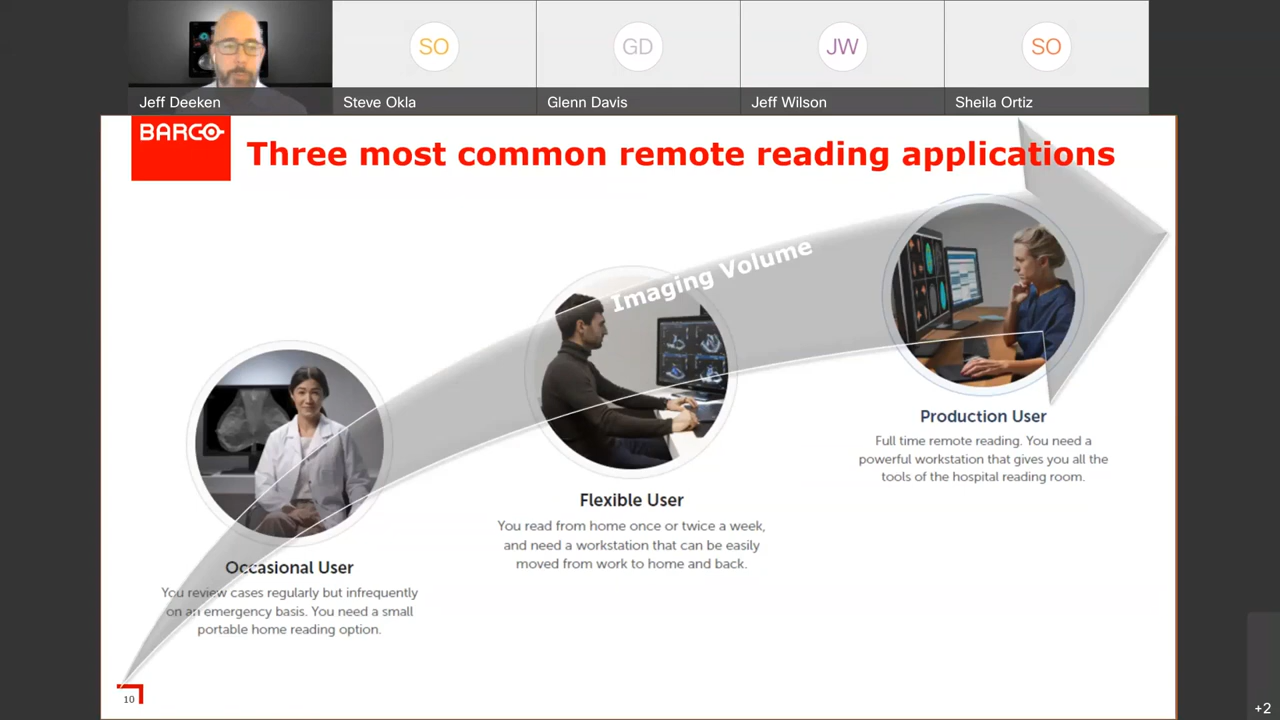 SO
GD
JW
SO
Jeff Deeken
Steve Okla
Glenn Davis
Jeff Wilson
Sheila Ortiz
BARCO
Three most common remote reading applications
Imaging Volume
Production User
Full time remote reading. You need a
powerful workstation that gives you all the
tools of the hospital reading room.
Flexible User
You read from home once or twice a week,
and need a workstation that can be easily
moved from work to home and back.
Occasional User
You review cases regularly but infrequently
on an emergency basis. You need a small
portable home reading option.
10
+2